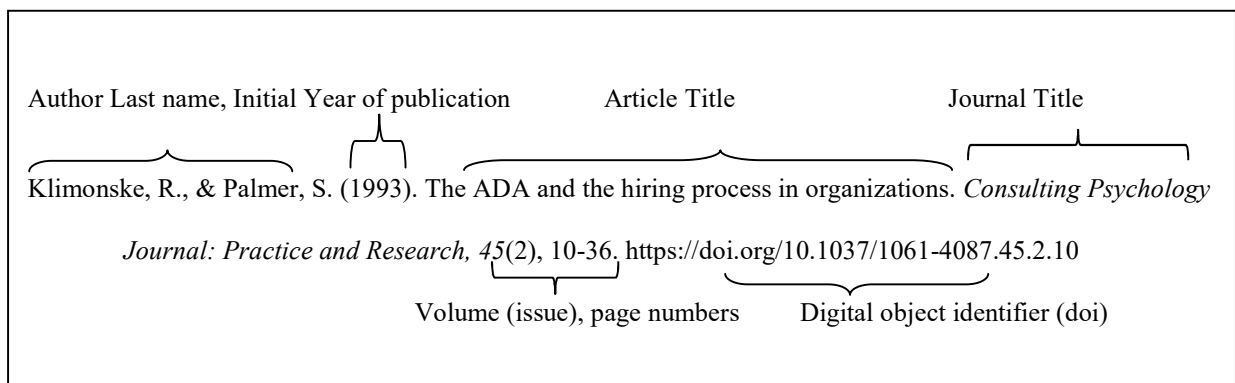 Author Last name, Initial Year of publication Article Title Journal Title
Klimonske, R., & Palmer, S. (1993). The ADA and the hiring process in organizations. Consulting Psychology
Journal: Practice and Research, 45(2), 10-36. https://doi.org/10.1037/1061-4087.45.2.10
Volume (issue), page numbers Digital object identifier (doi)